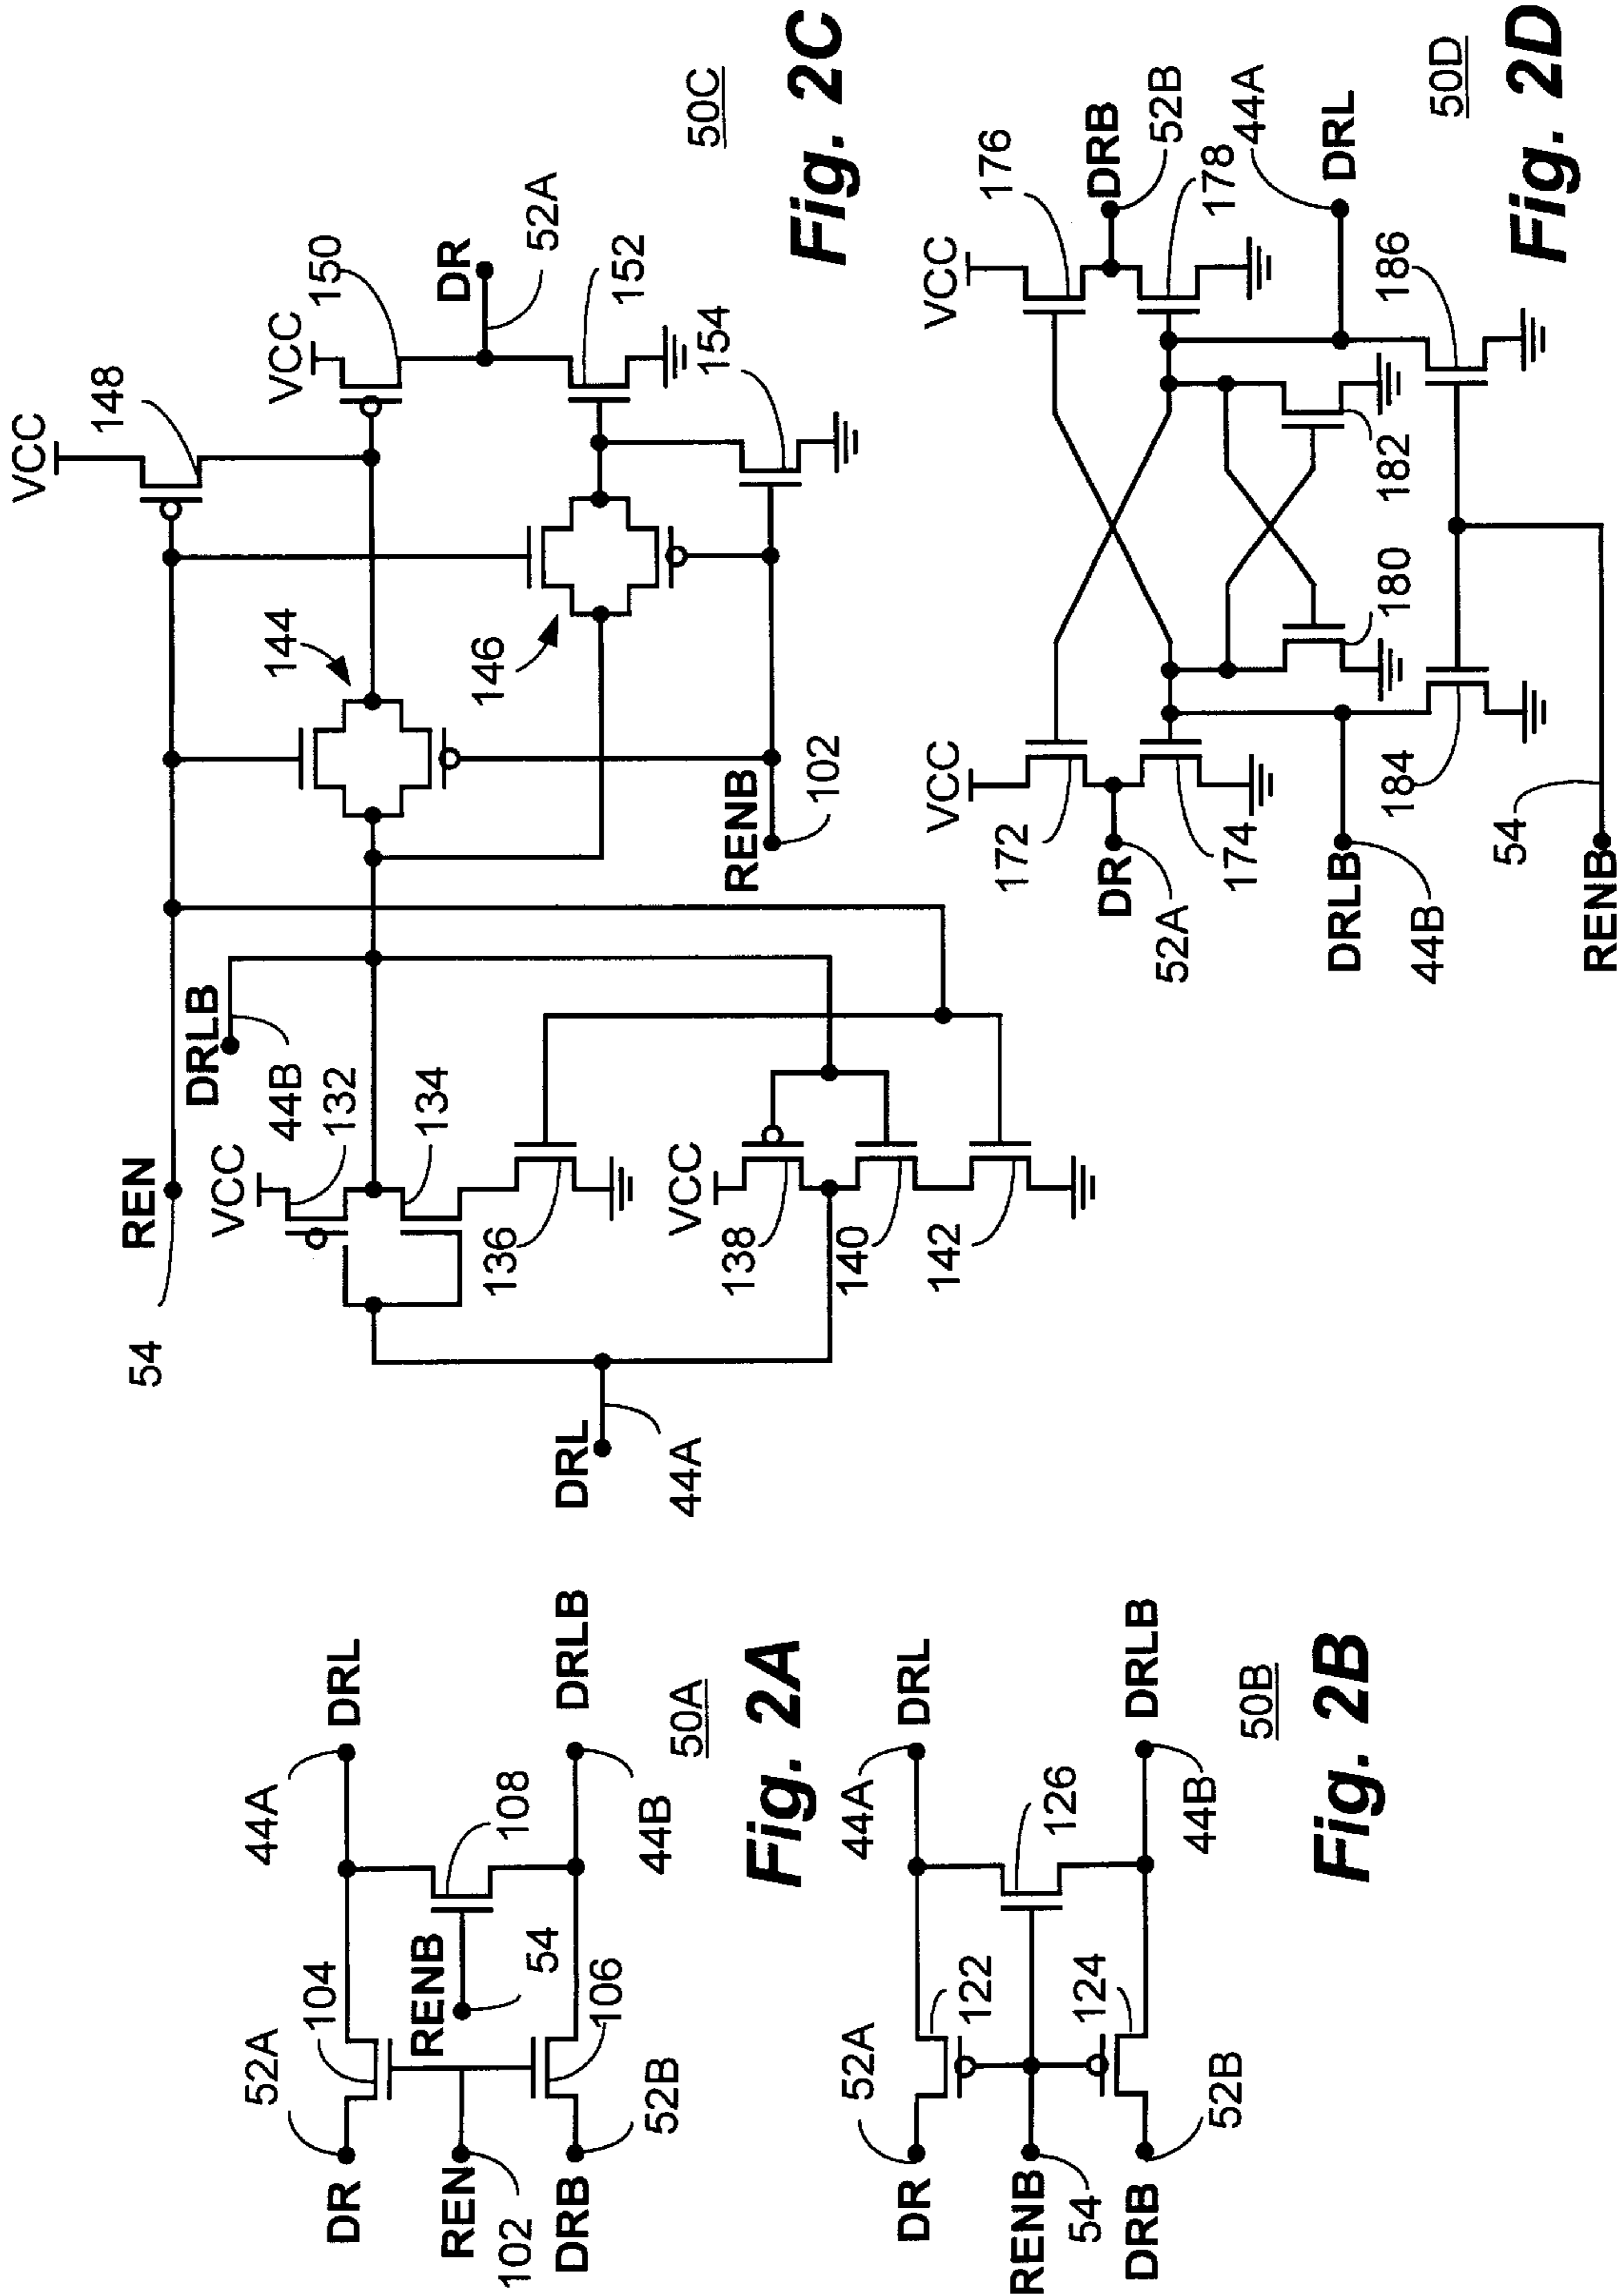 52A
104
44A
DR
DRL
REN
RENB
108
102
54
DRB
106
DRLB
52B
44B
50A
Fig. 2A
52A
122
44A
DR
DRL
RENB
126
54
124
DRB
DRLB
52B
44B
50B
Fig. 2B
54
REN
DRLB
44B
VCC
132
134
136
VCC
138
140
142
DRL
44A
144
146
VCC
148
VCC
150
DR
52A
152
154
RENB
102
50C
Fig. 2C
VCC
172
DR
52A
174
VCC
176
DRB
52B
178
44A
DRL
DRLB
44B
180
182
184
186
54
RENB
50D
Fig. 2D